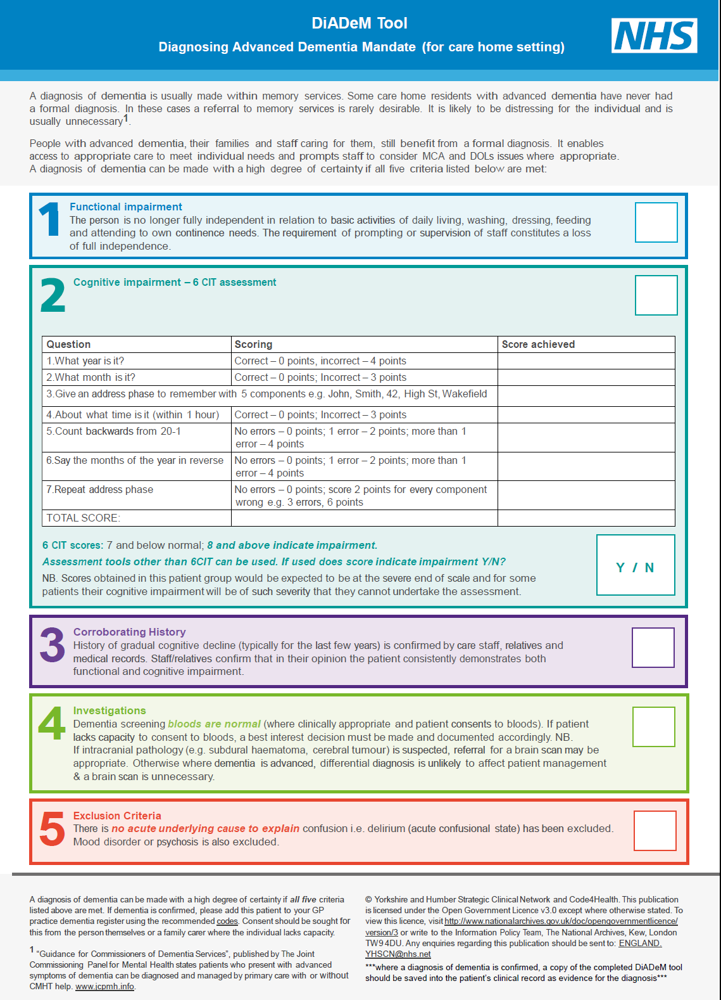 DiADeM Tool
Diagnosing Advanced Dementia Mandate (for care home setting)
NHS
A diagnosis of dementia is usually made within memory services. Some care home residents with advanced dementia have never had
a formal diagnosis. In these cases a referral to memory services is rarely desirable. It is likely to be distressing for the individual and is
usually unnecessary1.
People with advanced dementia, their families and staff caring for them, still benefit from a formal diagnosis. It enables
access to appropriate care to meet individual needs and prompts staff to consider MCA and DOLs issues where appropriate.
A diagnosis of dementia can be made with a high degree of certainty if all five criteria listed below are met:
1
Functional impairment
The person is no longer fully independent in relation to basic activities of daily living, washing, dressing, feeding
and attending to own continence needs. The requirement of prompting or supervision of staff constitutes a loss
of full independence.
2
Cognitive impairment – 6 CIT assessment
Question Scoring Score achieved
1.What year is it? Correct – 0 points, incorrect – 4 points
2.What month is it? Correct – 0 points; Incorrect – 3 points
3.Give an address phase to remember with 5 components e.g. John, Smith, 42, High St, Wakefield
4.About what time is it (within 1 hour) Correct – 0 points; Incorrect – 3 points
5.Count backwards from 20-1 No errors – 0 points; 1 error – 2 points; more than 1
error – 4 points
6.Say the months of the year in reverse No errors – 0 points; 1 error – 2 points; more than 1
error – 4 points
7.Repeat address phase No errors – 0 points; score 2 points for every component
wrong e.g. 3 errors, 6 points
TOTAL SCORE:
6 CIT scores: 7 and below normal; 8 and above indicate impairment.
Assessment tools other than 6CIT can be used. If used does score indicate impairment Y/N?
Y / N
NB. Scores obtained in this patient group would be expected to be at the severe end of scale and for some
patients their cognitive impairment will be of such severity that they cannot undertake the assessment.
3
Corroborating History
History of gradual cognitive decline (typically for the last few years) is confirmed by care staff, relatives and
medical records. Staff/relatives confirm that in their opinion the patient consistently demonstrates both
functional and cognitive impairment.
4
Investigations
Dementia screening bloods are normal (where clinically appropriate and patient consents to bloods). If patient
lacks capacity to consent to bloods, a best interest decision must be made and documented accordingly. NB.
If intracranial pathology (e.g. subdural haematoma, cerebral tumour) is suspected, referral for a brain scan may be
appropriate. Otherwise where dementia is advanced, differential diagnosis is unlikely to affect patient management
& a brain scan is unnecessary.
5
Exclusion Criteria
There is no acute underlying cause to explain confusion i.e. delirium (acute confusional state) has been excluded.
Mood disorder or psychosis is also excluded.
A diagnosis of dementia can be made with a high degree of certainty if all five criteria
listed above are met. If dementia is confirmed, please add this patient to your GP
practice dementia register using the recommended codes. Consent should be sought for
this from the person themselves or a family carer where the individual lacks capacity.
1 “Guidance for Commissioners of Dementia Services”, published by The Joint
Commissioning Panel for Mental Health states patients who present with advanced
symptoms of dementia can be diagnosed and managed by primary care with or without
CMHT help. www.jcpmh.info.
© Yorkshire and Humber Strategic Clinical Network and Code4Health. This publication
is licensed under the Open Government Licence v3.0 except where otherwise stated. To
view this licence, visit http://www.nationalarchives.gov.uk/doc/opengovernmentlicence/
version/3 or write to the Information Policy Team, The National Archives, Kew, London
TW9 4DU. Any enquiries regarding this publication should be sent to: ENGLAND.
YHSCN@nhs.net
***where a diagnosis of dementia is confirmed, a copy of the completed DiADeM tool
should be saved into the patient’s clinical record as evidence for the diagnosis***